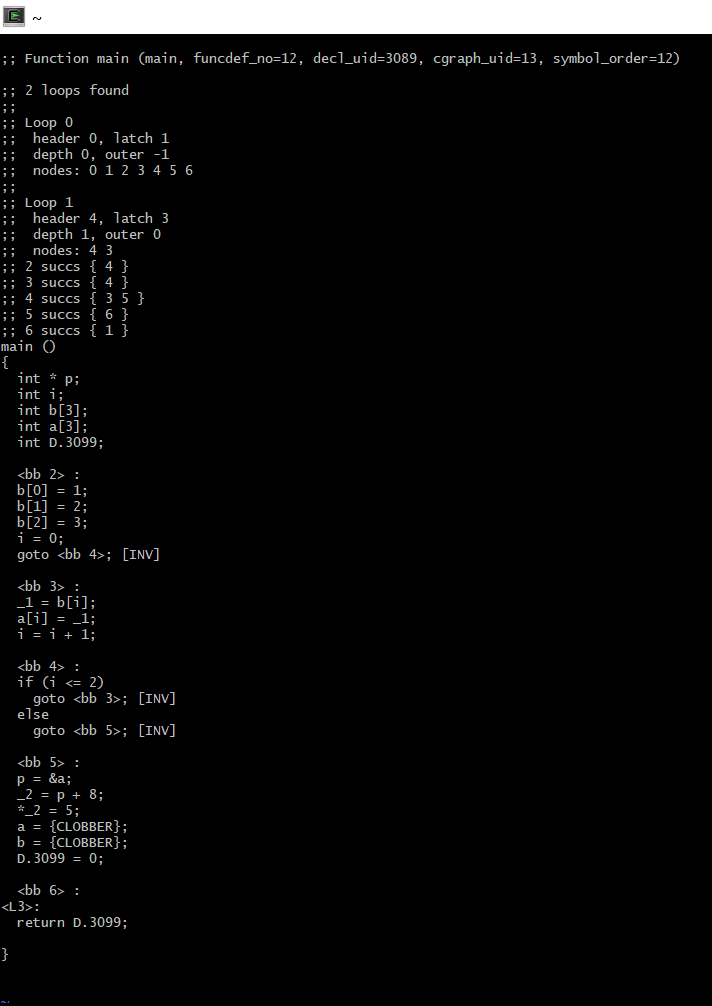 ~
;; Function main (main, funcdef_no=12, decl_uid=3089, cgraph_uid=13, symbol_order=12)
;; 2 loops found
;;
;; Loop 0
;;  header 0, latch 1
;;  depth 0, outer -1
;;  nodes: 0 1 2 3 4 5 6
;;
;; Loop 1
;;  header 4, latch 3
;;  depth 1, outer 0
;;  nodes: 4 3
;; 2 succs { 4 }
;; 3 succs { 4 }
;; 4 succs { 3 5 }
;; 5 succs { 6 }
;; 6 succs { 1 }
main ()
{
  int * p;
  int i;
  int b[3];
  int a[3];
  int D.3099;
  <bb 2> :
  b[0] = 1;
  b[1] = 2;
  b[2] = 3;
  i = 0;
  goto <bb 4>; [INV]
  <bb 3> :
  _1 = b[i];
  a[i] = _1;
  i = i + 1;
  <bb 4> :
  if (i <= 2)
    goto <bb 3>; [INV]
  else
    goto <bb 5>; [INV]
  <bb 5> :
  p = &a;
  _2 = p + 8;
  *_2 = 5;
  a = {CLOBBER};
  b = {CLOBBER};
  D.3099 = 0;
  <bb 6> :
<L3>:
  return D.3099;
}
~